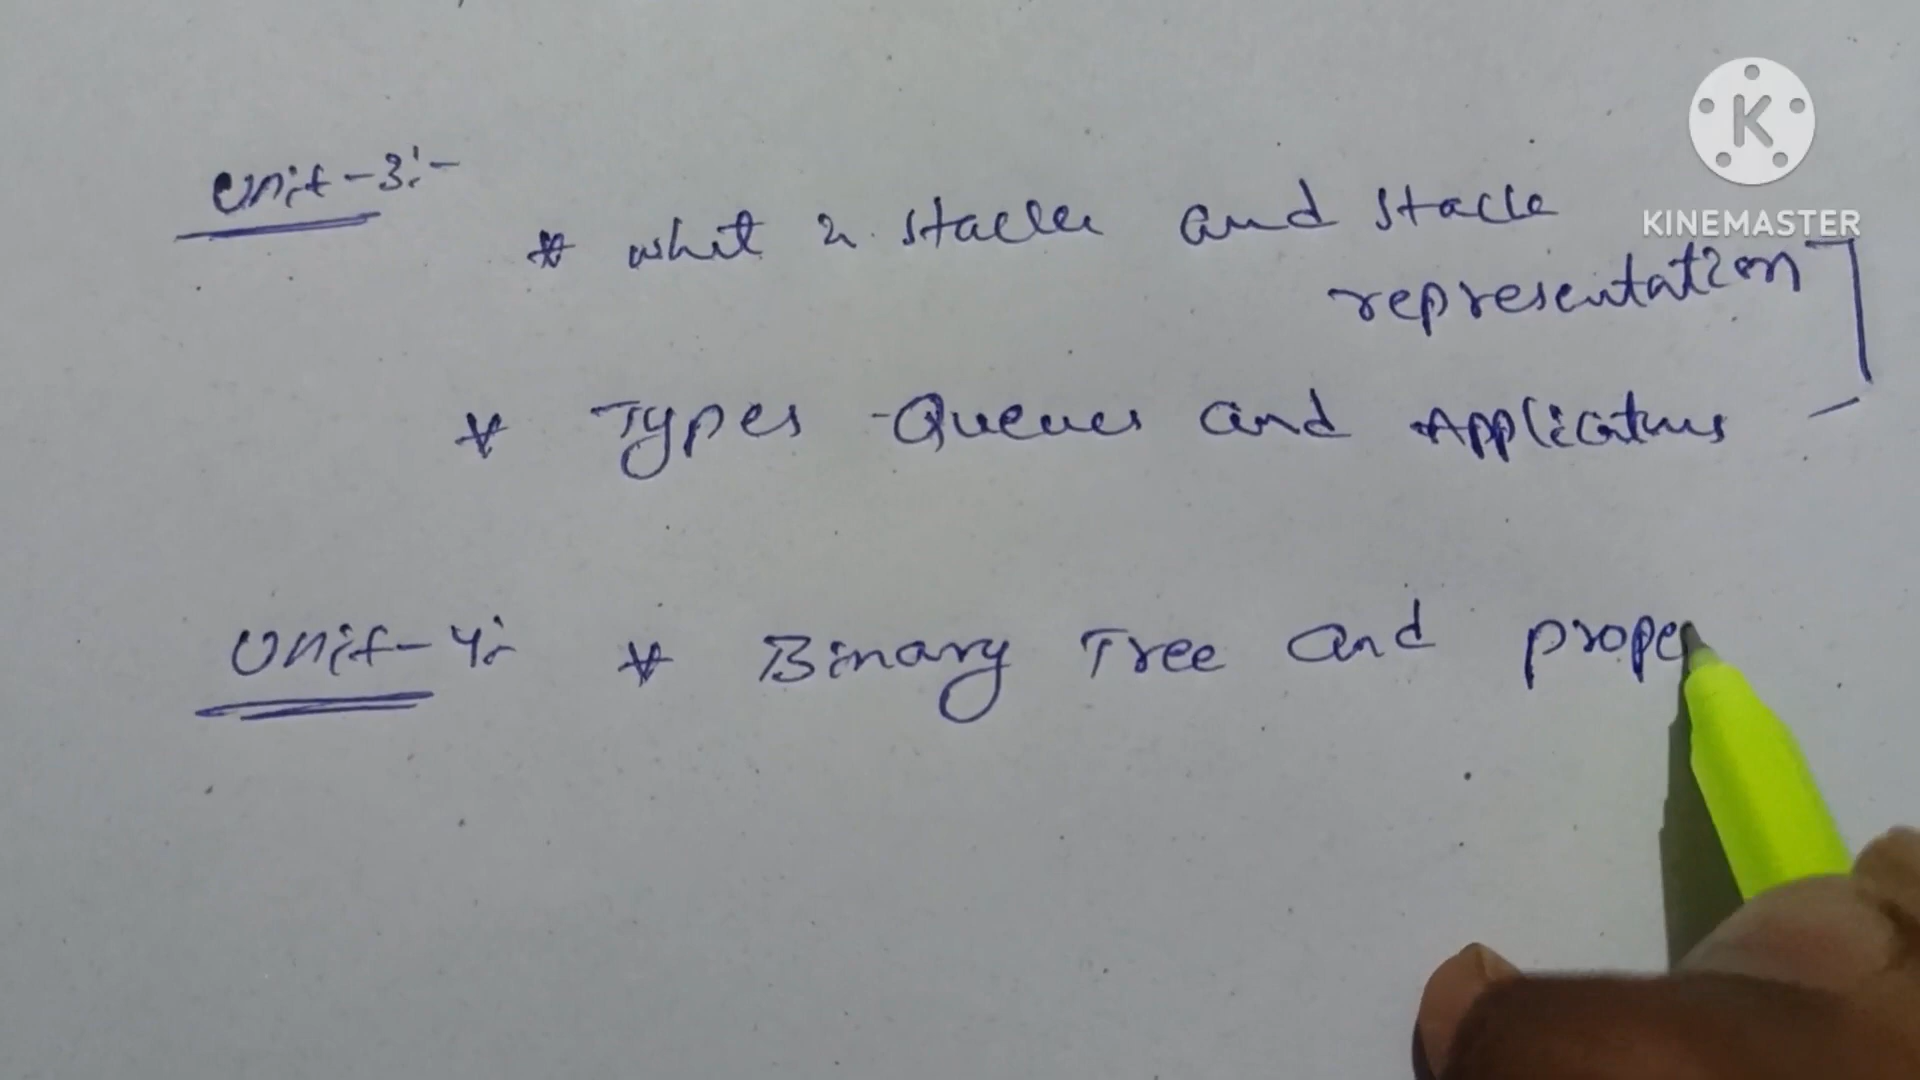 Unit-3:-
* what is stack and stack
representation
* Types Queues and Applications
Unit-4:- * Binary Tree and prope
KINEMASTER